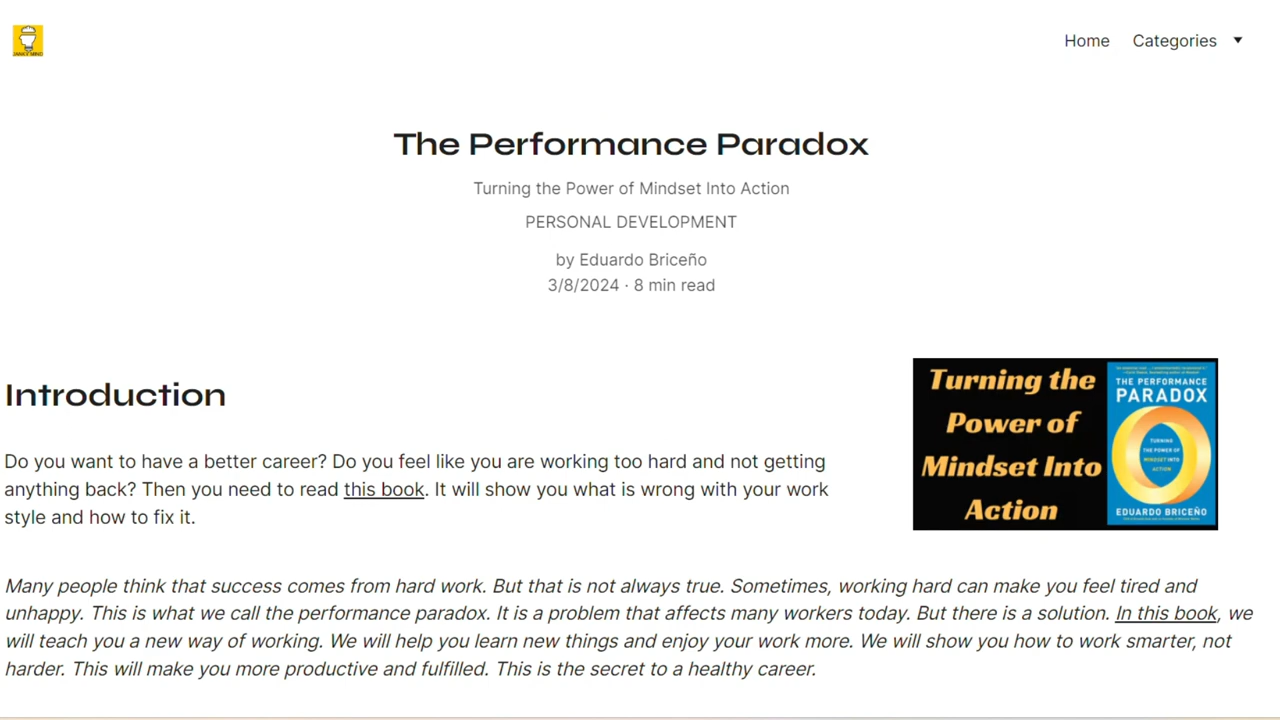 Home Categories
The Performance Paradox
Turning the Power of Mindset Into Action
PERSONAL DEVELOPMENT
by Eduardo Briceño
3/8/2024 · 8 min read
Introduction
Do you want to have a better career? Do you feel like you are working too hard and not getting
anything back? Then you need to read this book. It will show you what is wrong with your work
style and how to fix it.
Turning the
Power of
Mindset Into
Action
THE PERFORMANCE
PARADOX
TURNING
THE POWER OF
MINDSET INTO
ACTION
EDUARDO BRICEÑO
Many people think that success comes from hard work. But that is not always true. Sometimes, working hard can make you feel tired and
unhappy. This is what we call the performance paradox. It is a problem that affects many workers today. But there is a solution. In this book, we
will teach you a new way of working. We will help you learn new things and enjoy your work more. We will show you how to work smarter, not
harder. This will make you more productive and fulfilled. This is the secret to a healthy career.